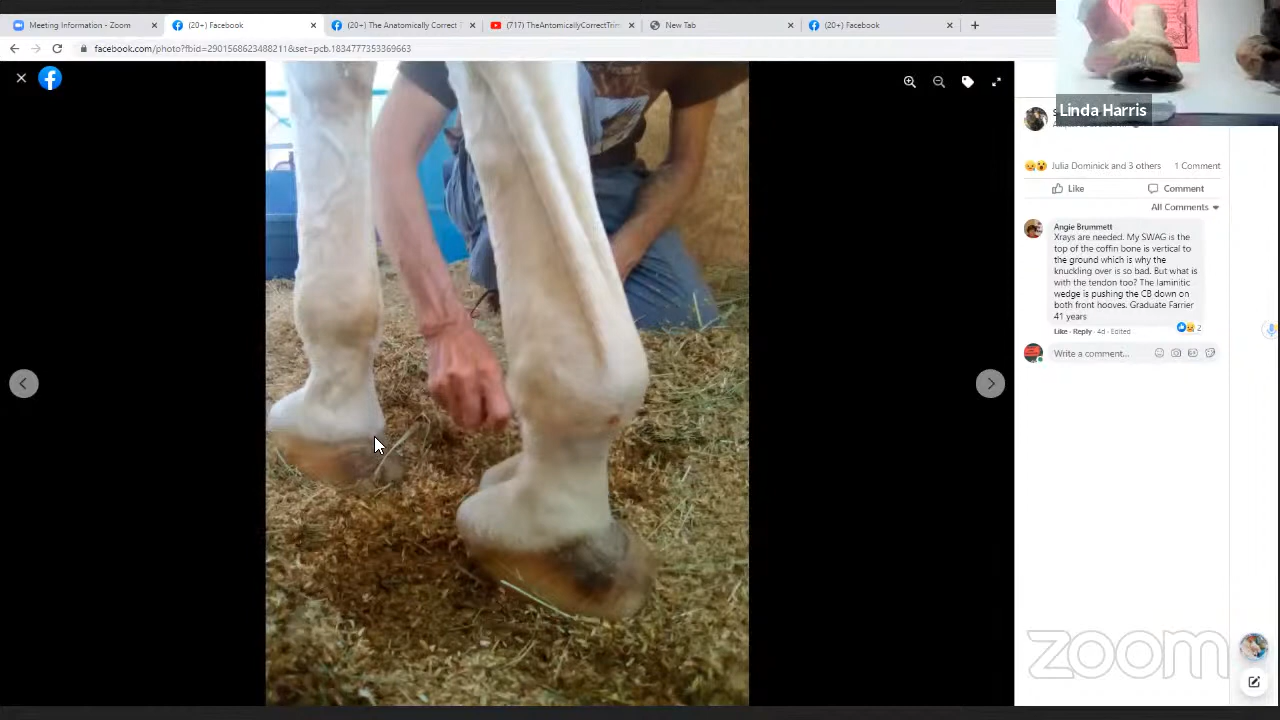 Meeting Information - Zoom
(20+) Facebook
(20+) The Anatomically Correct
(717) TheAntomicallyCorrectTrim
New Tab
(20+) Facebook
facebook.com/photo?fbid=2901568623488211&set=pcb.1834777353369663
Linda Harris
Julia Dominick and 3 others
1 Comment
Like
Comment
All Comments
Angie Brummett
Xrays are needed. My SWAG is the
top of the coffin bone is vertical to
the ground which is why the
knuckling over is so bad. But what is
with the tendon too? The laminitic
wedge is pushing the CB down on
both front hooves. Graduate Farrier
41 years
Like · Reply · 4d · Edited
2
Write a comment...
zoom